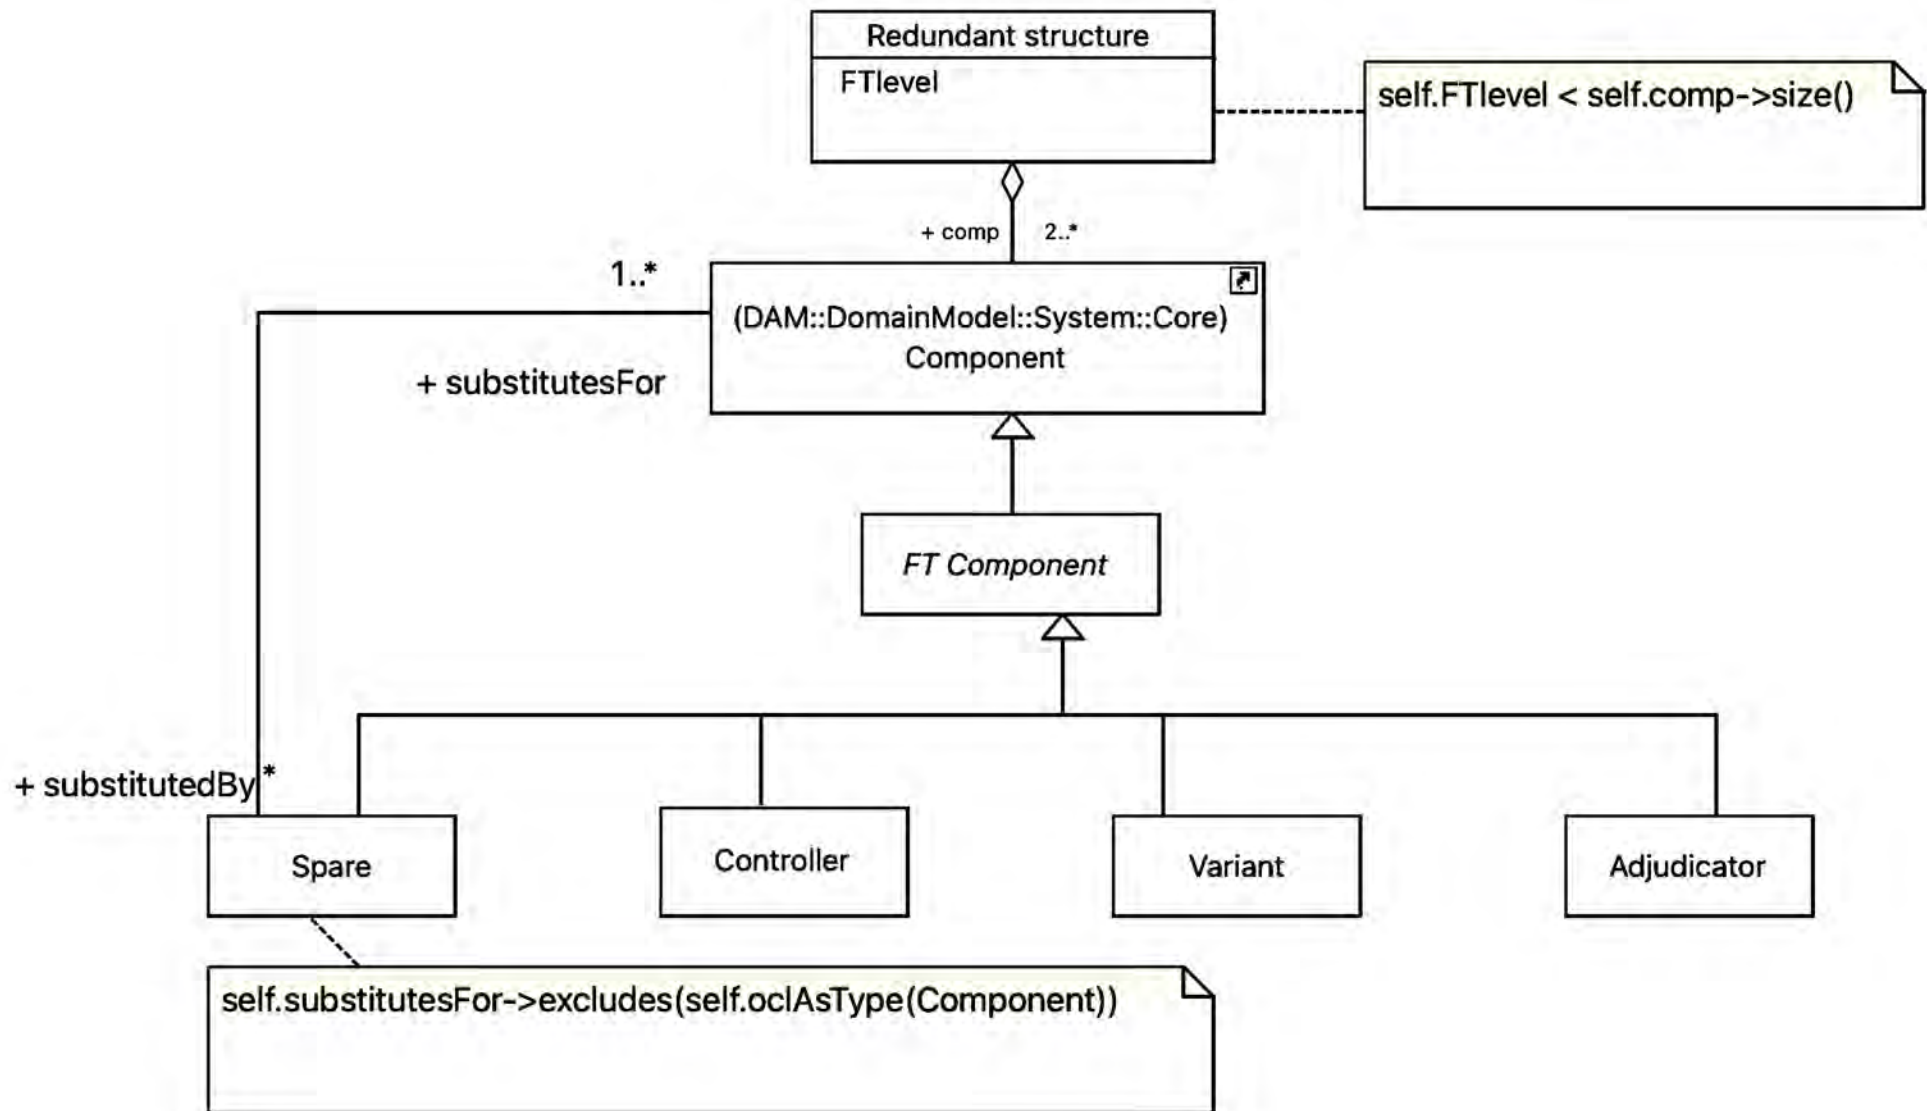 Redundant structure
FTlevel
self.FTlevel < self.comp->size()
+ comp 2..*
1..*
(DAM::DomainModel::System::Core)
Component
+ substitutesFor
FT Component
+ substitutedBy *
Spare
Controller
Variant
Adjudicator
self.substitutesFor->excludes(self.oclAsType(Component))